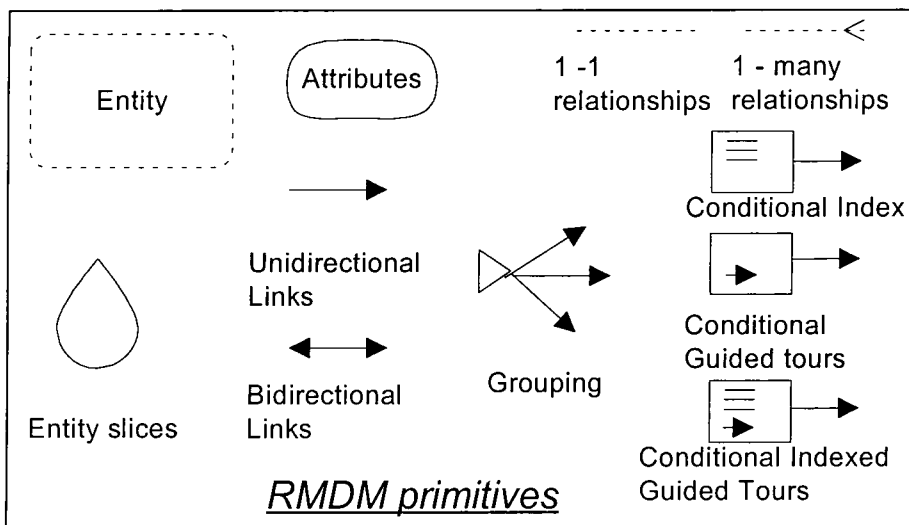 Entity
Attributes
1 -1
relationships
1 - many
relationships
Conditional Index
Unidirectional
Links
Conditional
Guided tours
Grouping
Bidirectional
Links
Entity slices
Conditional Indexed
Guided Tours
RMDM primitives